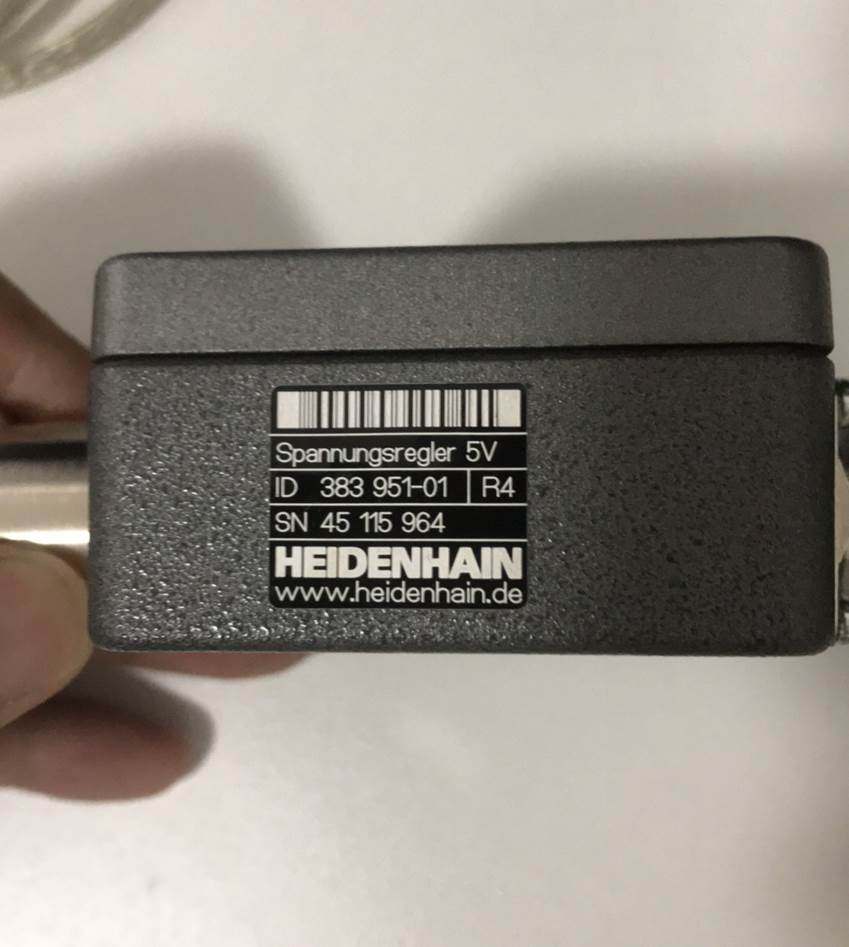 Spannungsregler 5V
ID 383 951-01 R4
SN 45 115 964
HEIDENHAIN
www.heidenhain.de